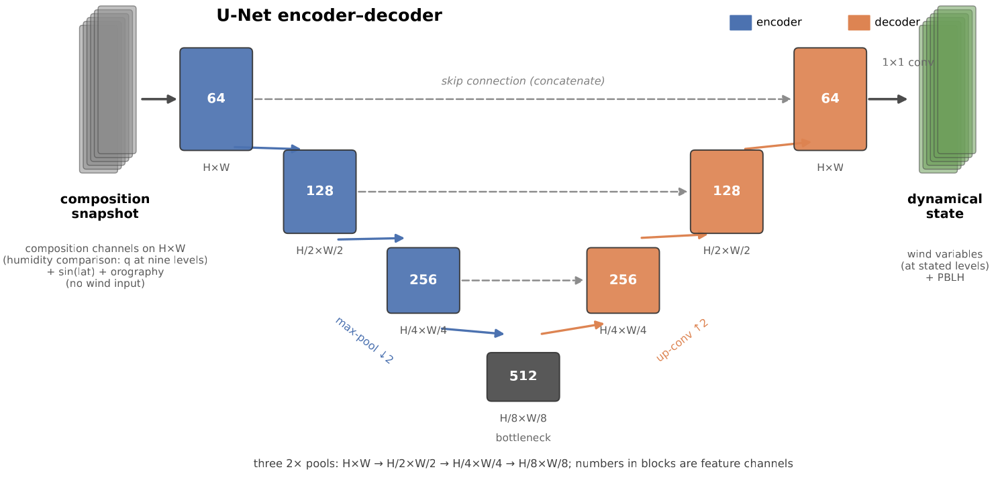 U-Net encoder–decoder
encoder
decoder
1×1 conv
skip connection (concatenate)
64
64
H×W
H×W
128
128
H/2×W/2
H/2×W/2
composition
snapshot
dynamical
state
composition channels on H×W
(humidity comparison: q at nine levels)
+ sin(lat) + orography
(no wind input)
wind variables
(at stated levels)
+ PBLH
256
256
H/4×W/4
H/4×W/4
max-pool ↓2
up-conv ↑2
512
H/8×W/8
bottleneck
three 2× pools: H×W → H/2×W/2 → H/4×W/4 → H/8×W/8; numbers in blocks are feature channels